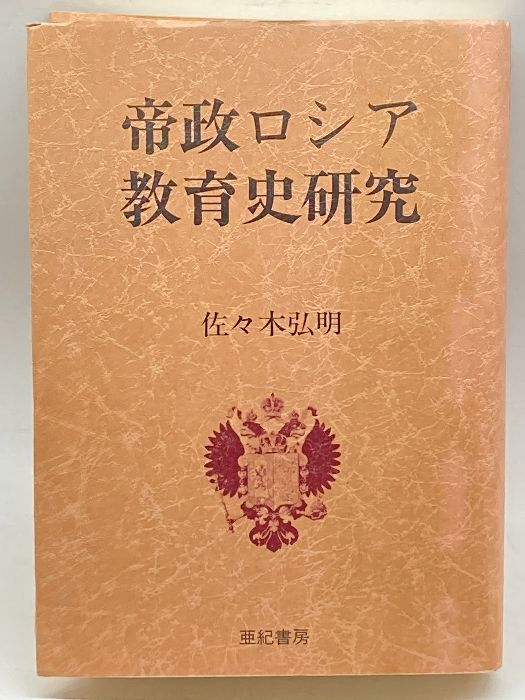 帝政ロシア
教育史研究
佐々木弘明
亜紀書房